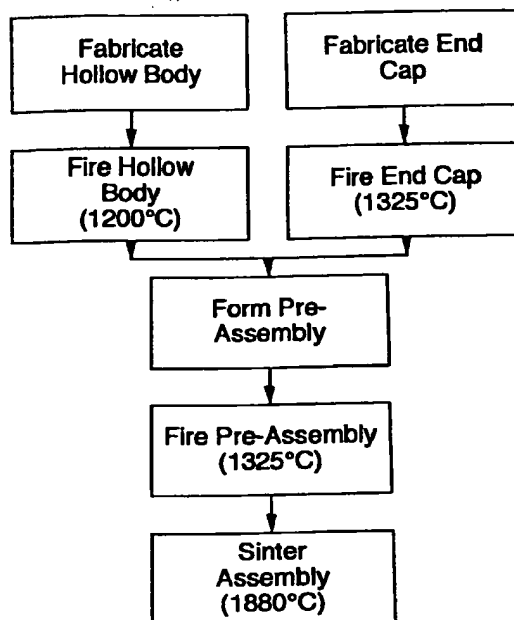 Fabricate
Hollow Body
Fabricate End
Cap
Fire Hollow
Body
(1200°C)
Fire End Cap
(1325°C)
Form Pre-
Assembly
Fire Pre-Assembly
(1325°C)
Sinter
Assembly
(1880°C)